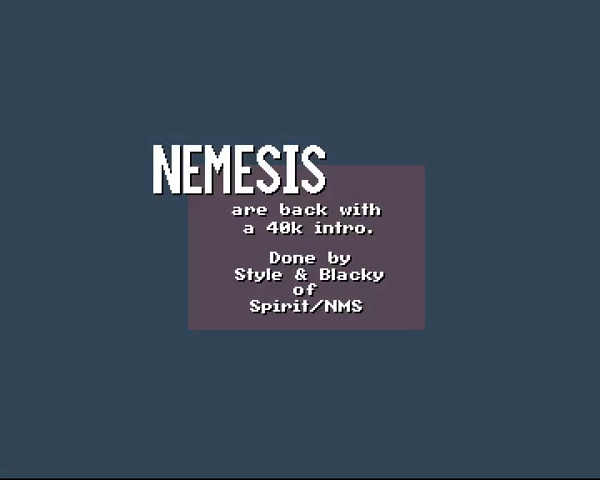 NEMESIS
are back with
a 40k intro.
Done by
Style & Blacky
of
Spirit/NMS